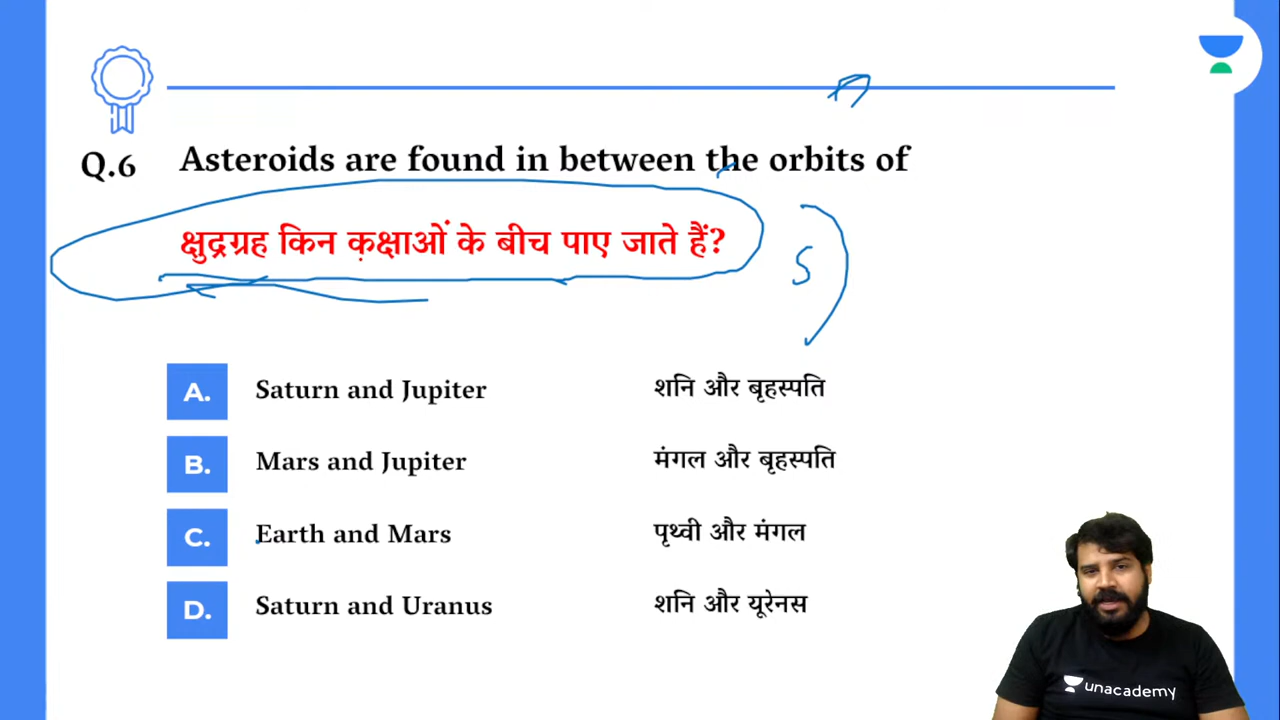 Q.6 Asteroids are found in between the orbits of
क्षुद्रग्रह किन क़क्षाओं के बीच पाए जाते हैं?
S
A. Saturn and Jupiter शनि और बृहस्पति
B. Mars and Jupiter मंगल और बृहस्पति
C. Earth and Mars पृथ्वी और मंगल
D. Saturn and Uranus शनि और यूरेनस
unacademy